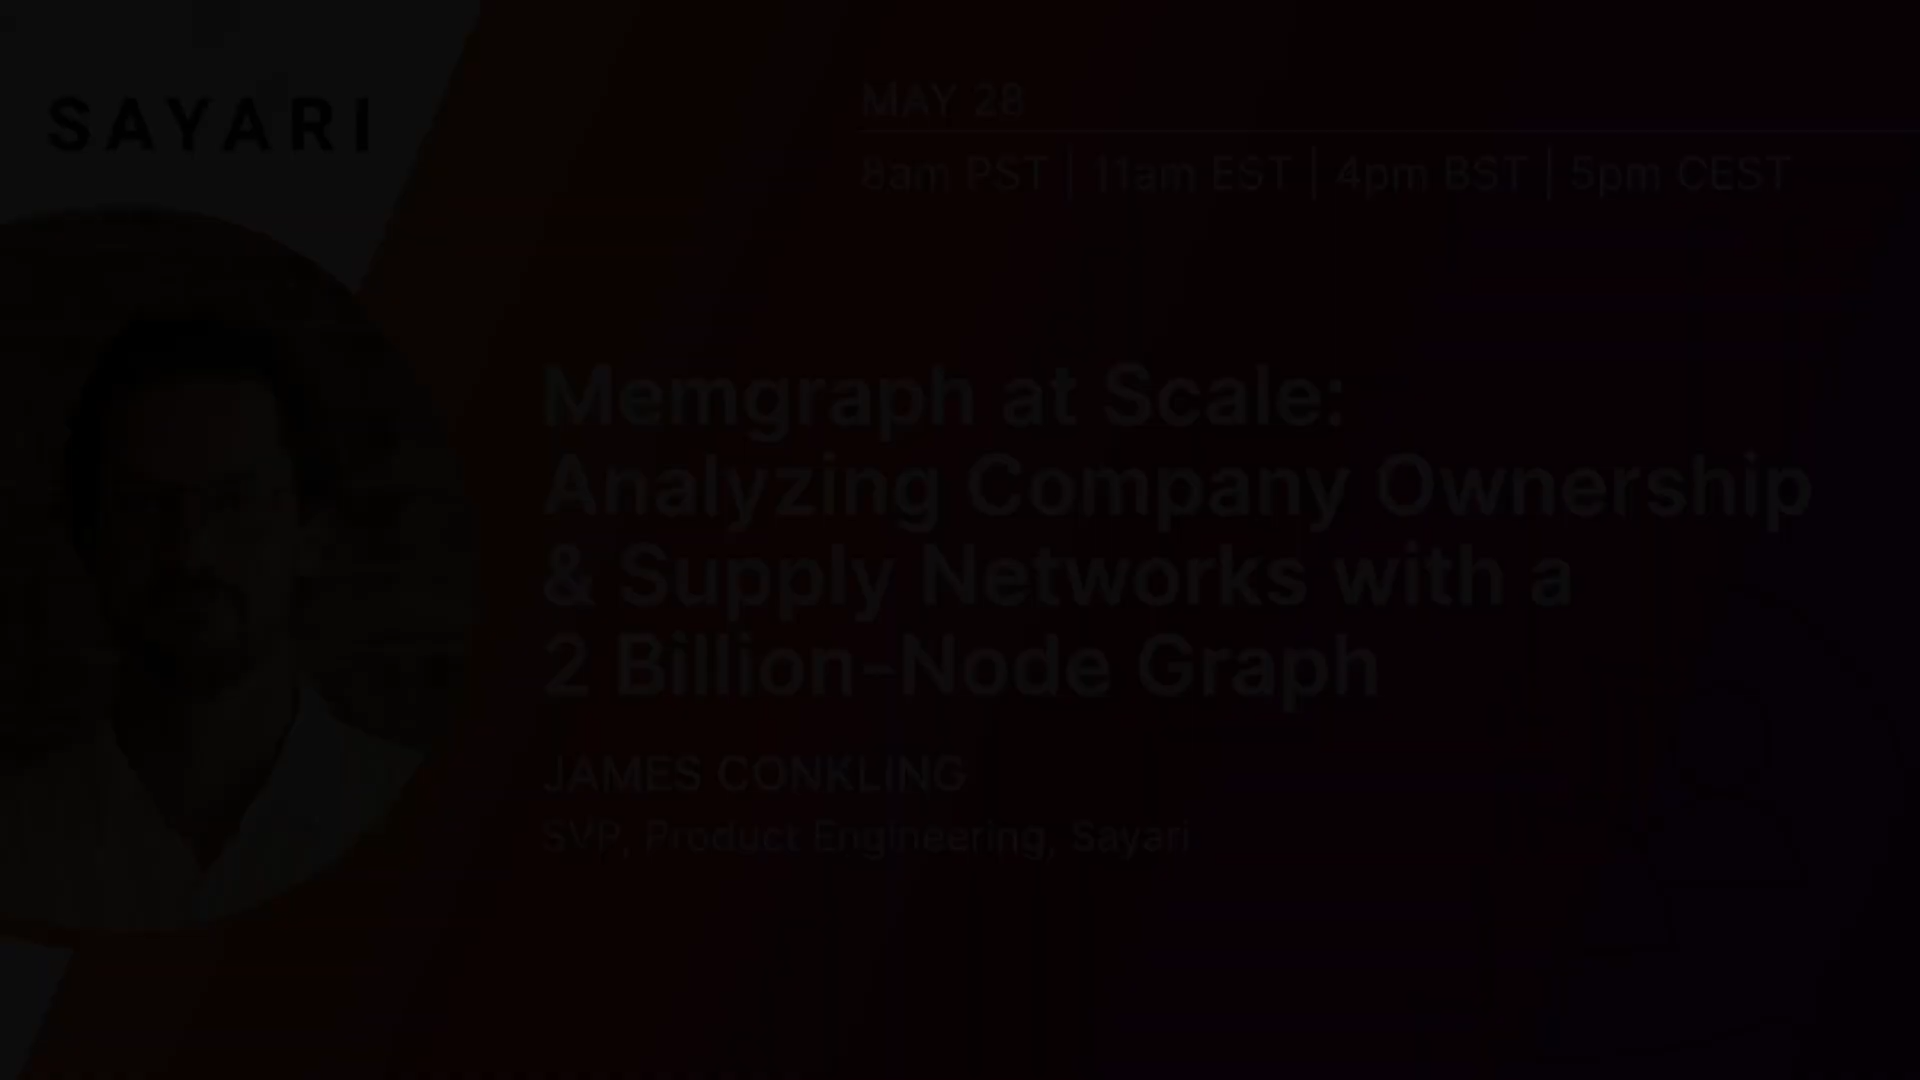 SAYARI
MAY 28
8am PST | 11am EST | 4pm BST | 5pm CEST
Memgraph at Scale:
Analyzing Company Ownership
& Supply Networks with a
2 Billion-Node Graph
JAMES CONKLING
SVP, Product Engineering, Sayari